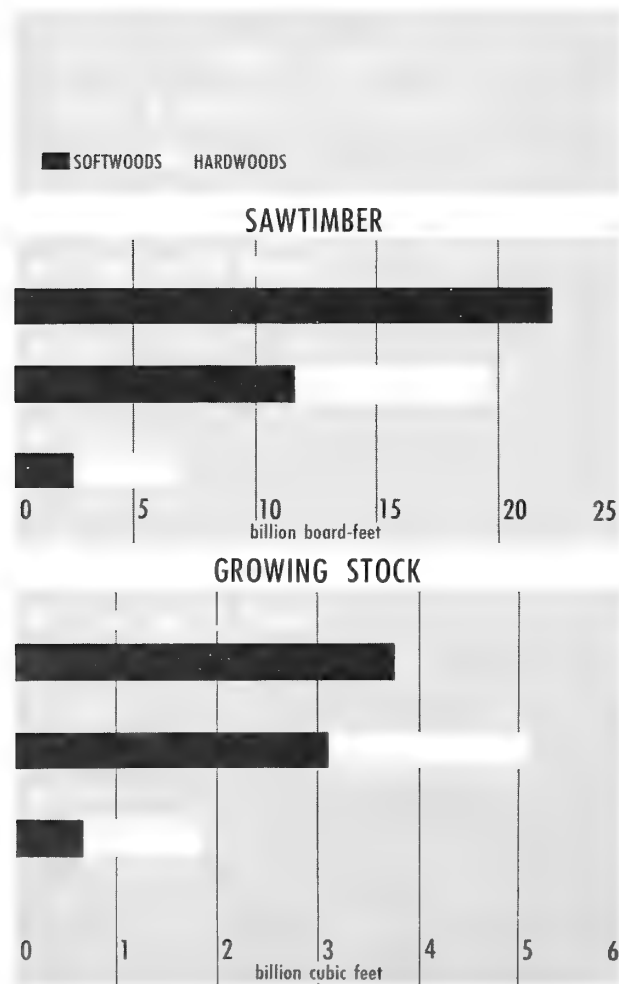 SOFTWOODS HARDWOODS
SAWTIMBER
0 5 10 15 20 25
billion board-feet
GROWING STOCK
0 1 2 3 4 5 6
billion cubic feet